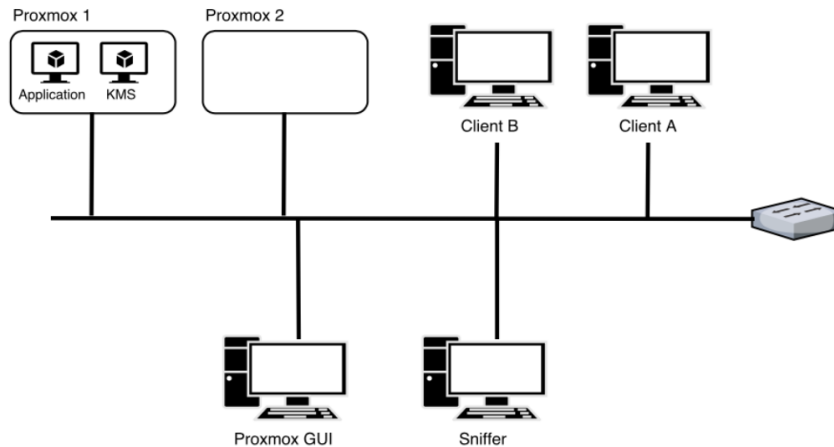 Proxmox 1
Proxmox 2
Application
KMS
Client B
Client A
Proxmox GUI
Sniffer